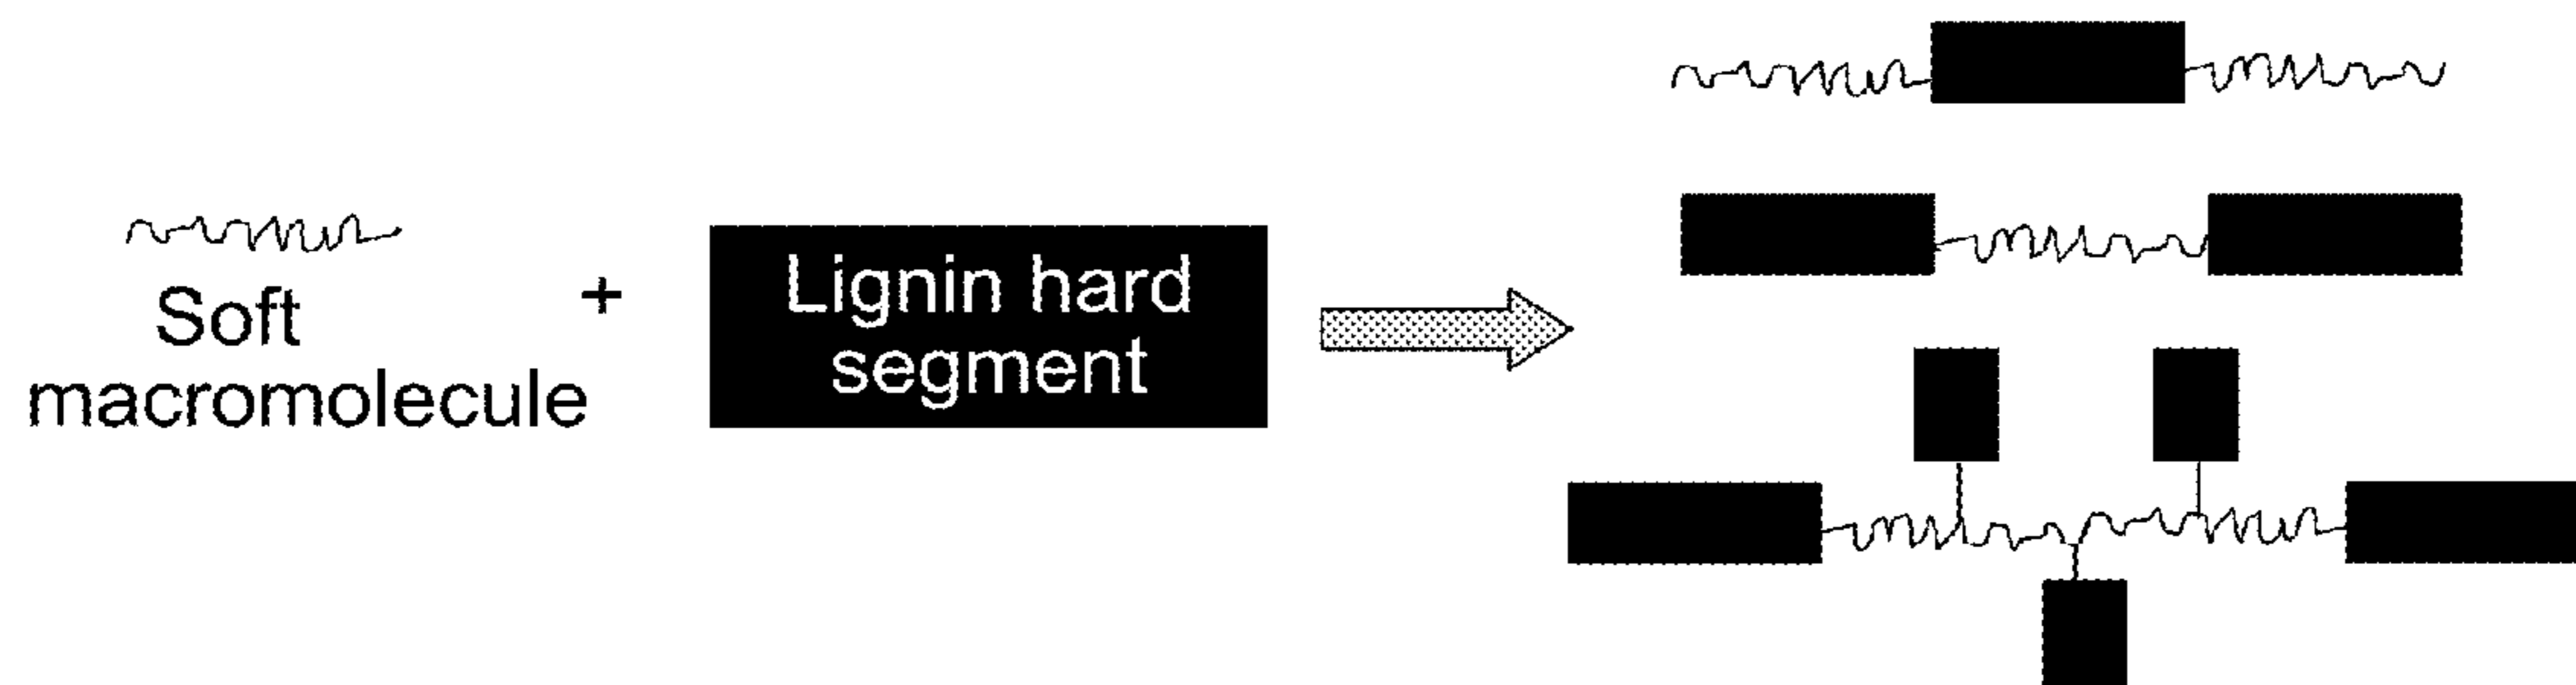 Soft
macromolecule
+
Lignin hard
segment